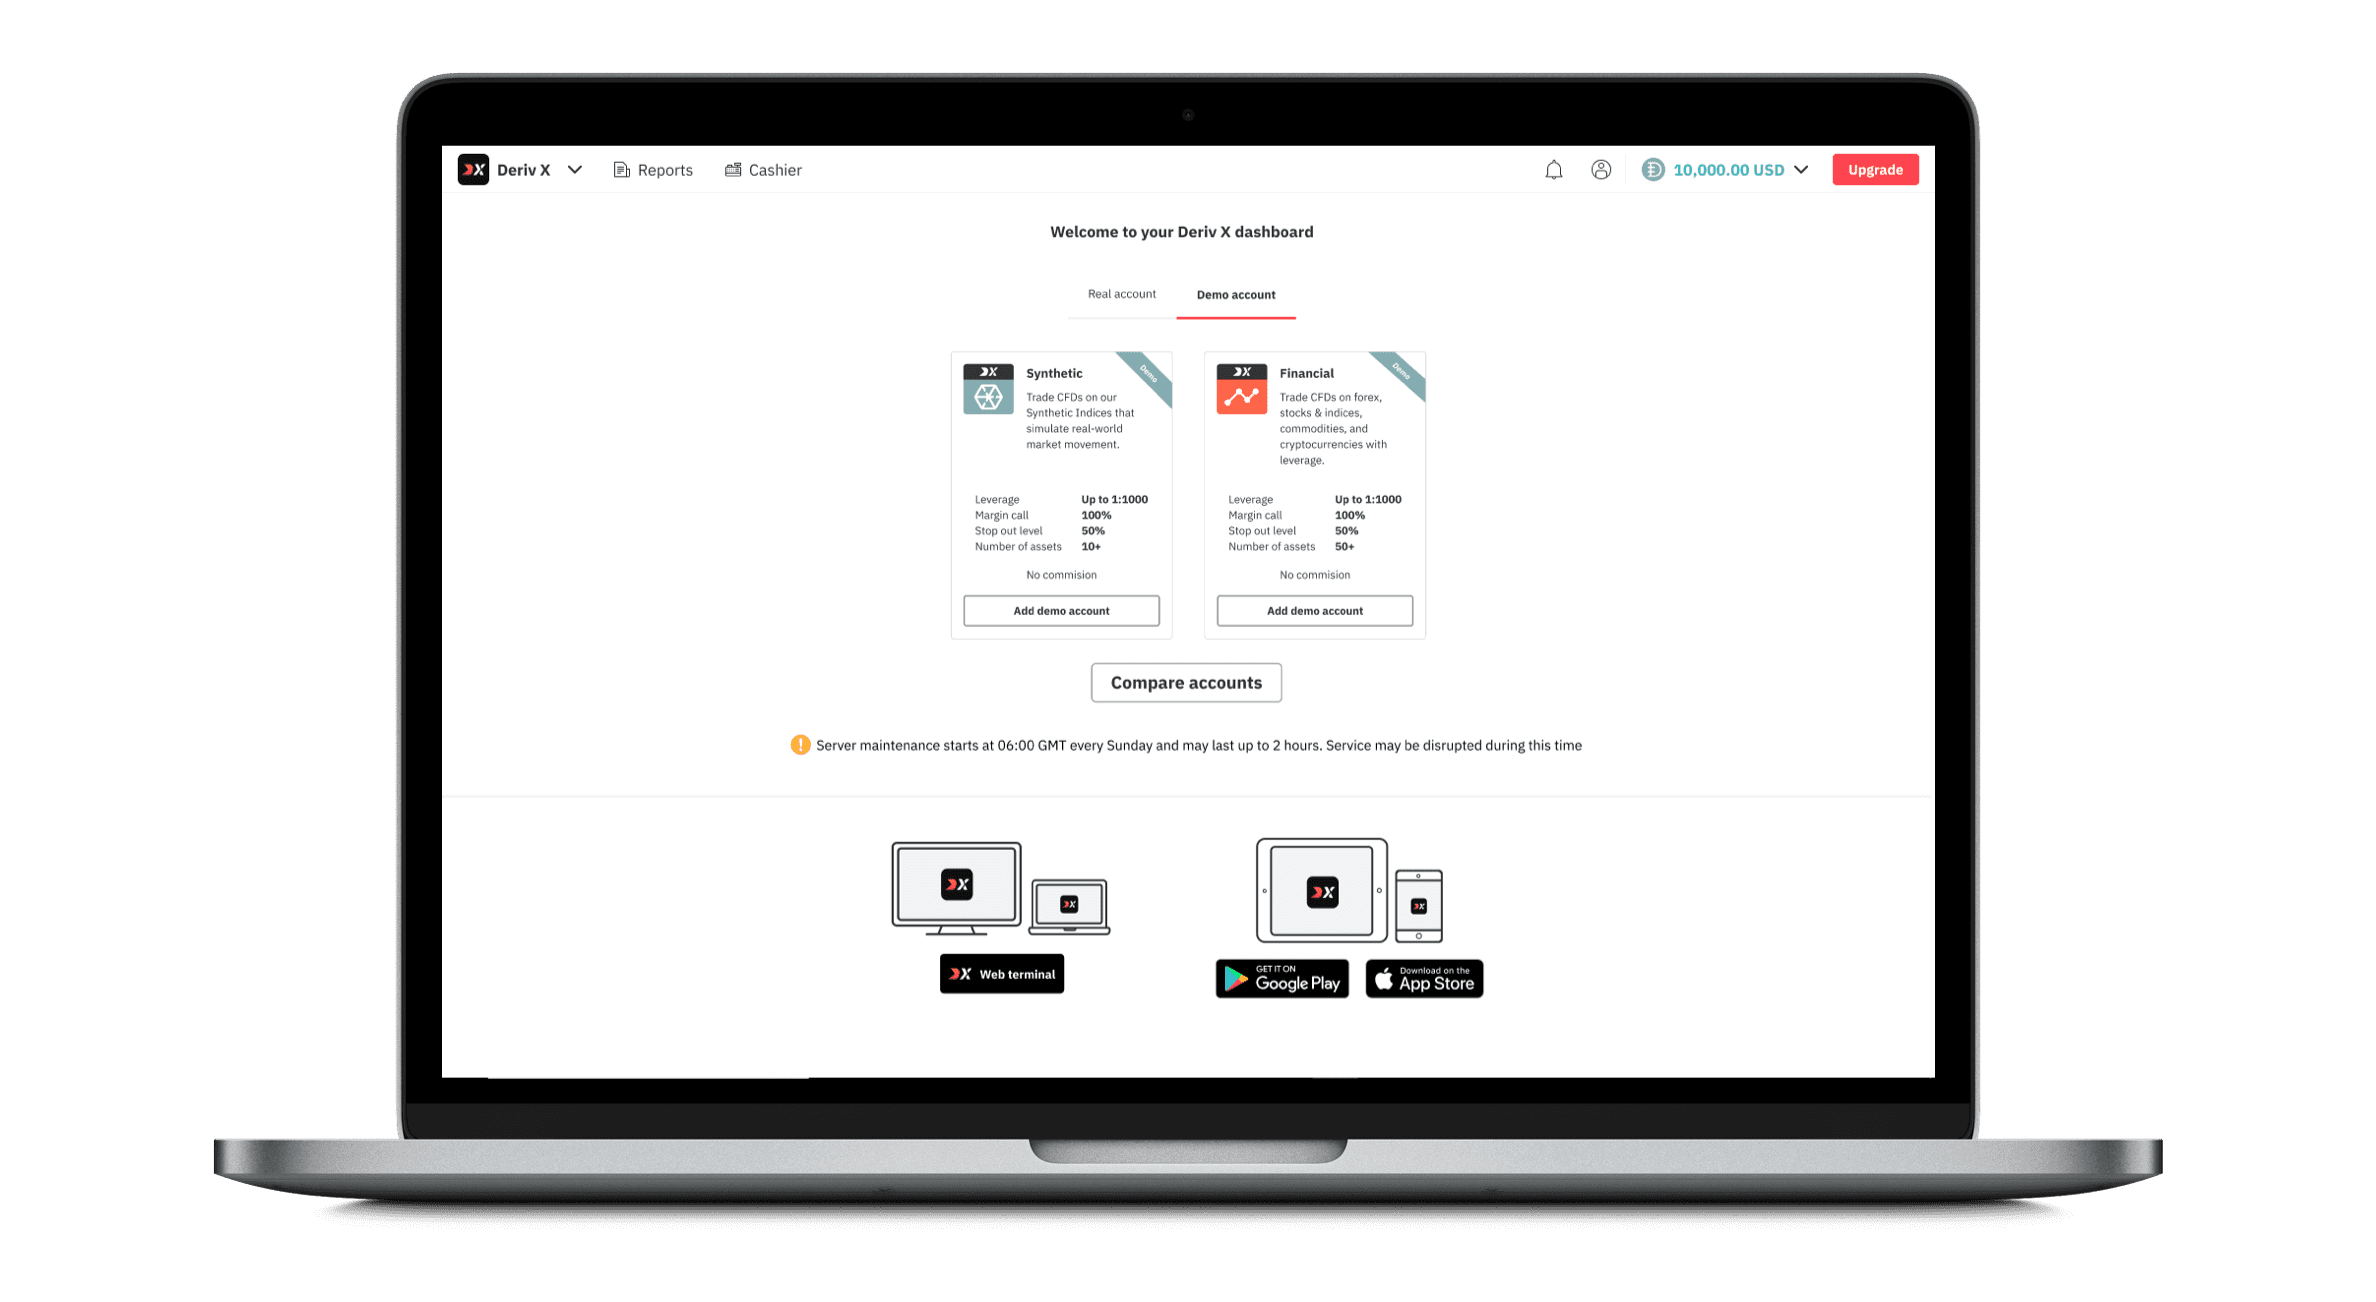 Deriv X
Reports
Cashier
10,000.00 USD
Upgrade
Welcome to your Deriv X dashboard
Real account
Demo account
Synthetic
Demo
Trade CFDs on our
Synthetic Indices that
simulate real-world
market movement.
Leverage Up to 1:1000
Margin call 100%
Stop out level 50%
Number of assets 10+
No commision
Add demo account
Financial
Demo
Trade CFDs on forex,
stocks & indices,
commodities, and
cryptocurrencies with
leverage.
Leverage Up to 1:1000
Margin call 100%
Stop out level 50%
Number of assets 50+
No commision
Add demo account
Compare accounts
Server maintenance starts at 06:00 GMT every Sunday and may last up to 2 hours. Service may be disrupted during this time
Web terminal
GET IT ON
Google Play
Download on the
App Store